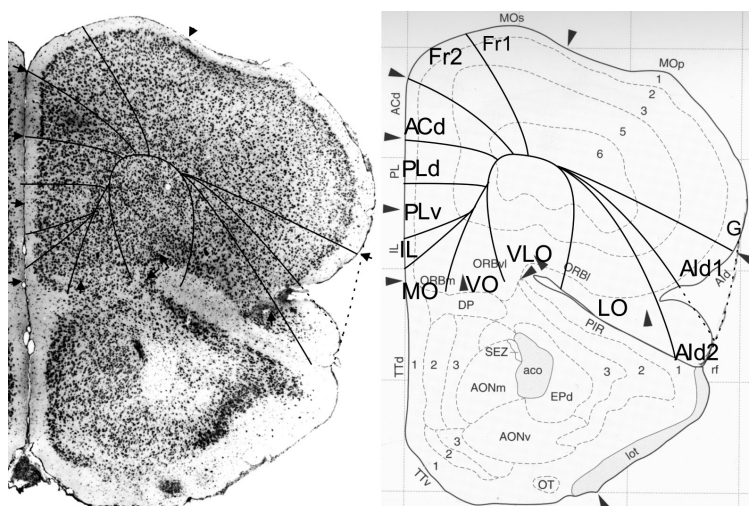 MOs
Fr1
Fr2
MOp
1
2
3
5
6
ACd
ACd
PL
PLd
PLv
IL
IL
G
AId1
AId
VLO
ORBvl
ORBl
ORBm
MO
VO
DP
LO
PIR
AId2
SEZ
aco
TTd
1
2
3
3
2
1
rf
AONm
EPd
AONv
3
2
1
lot
TTv
OT